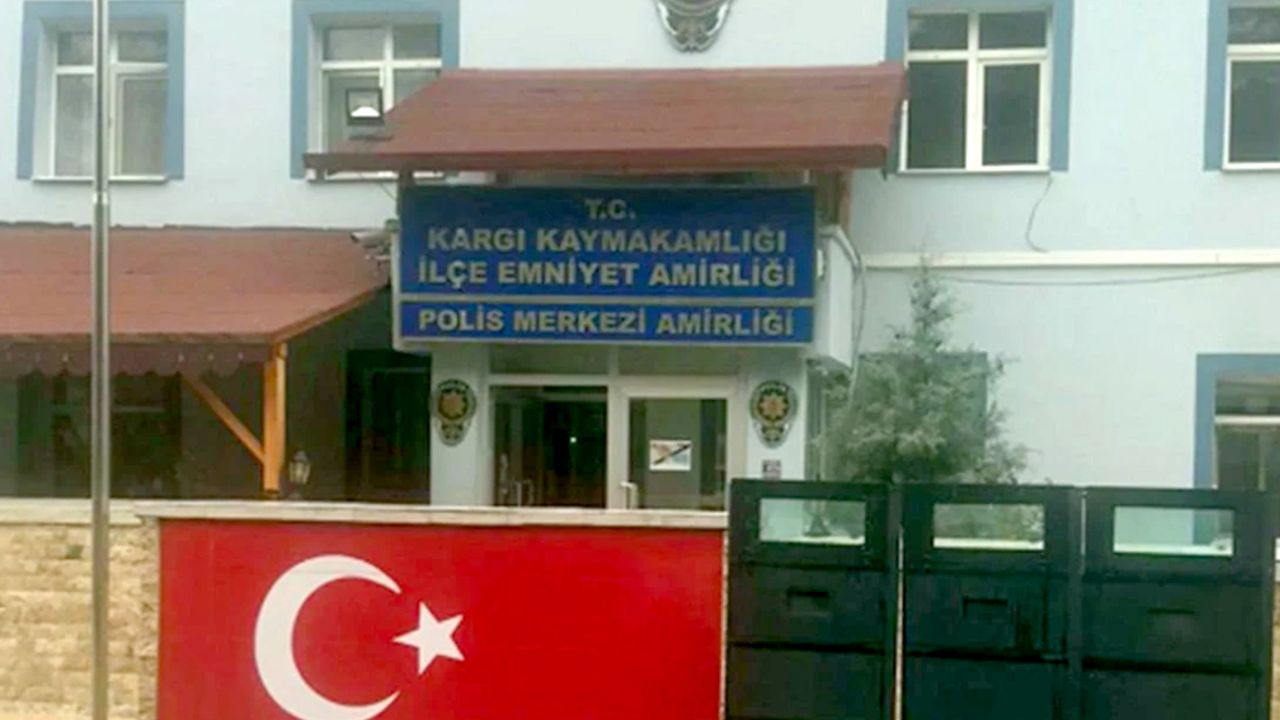 T.C.
KARGI KAYMAKAMLIĞI
İLÇE EMNİYET AMİRLİĞİ
POLİS MERKEZİ AMİRLİĞİ